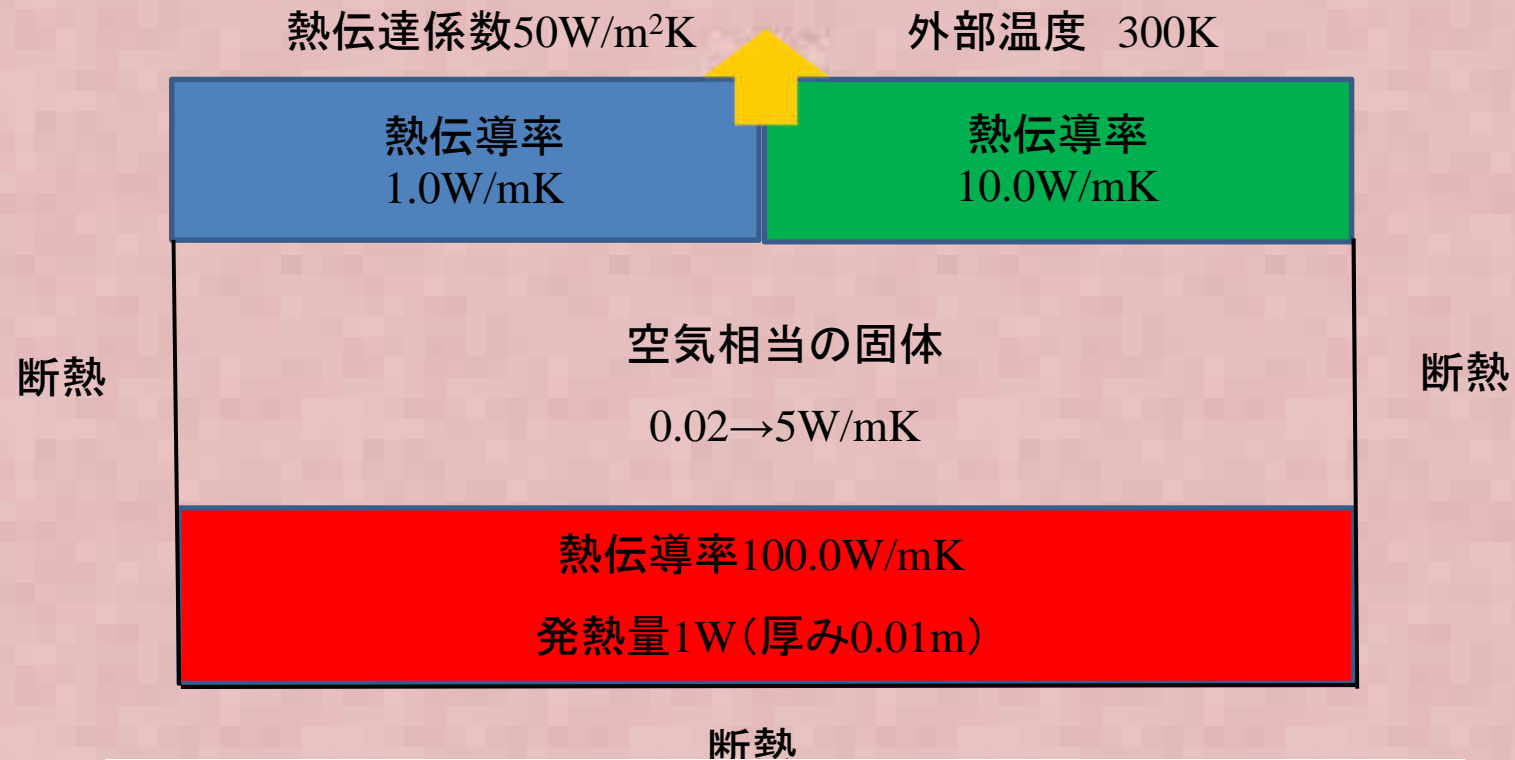 熱伝達係数50W/m²K 外部温度 300K
熱伝導率
1.0W/mK
熱伝導率
10.0W/mK
空気相当の固体
0.02→5W/mK
断熱
断熱
熱伝導率100.0W/mK
発熱量1W(厚み0.01m)
断熱